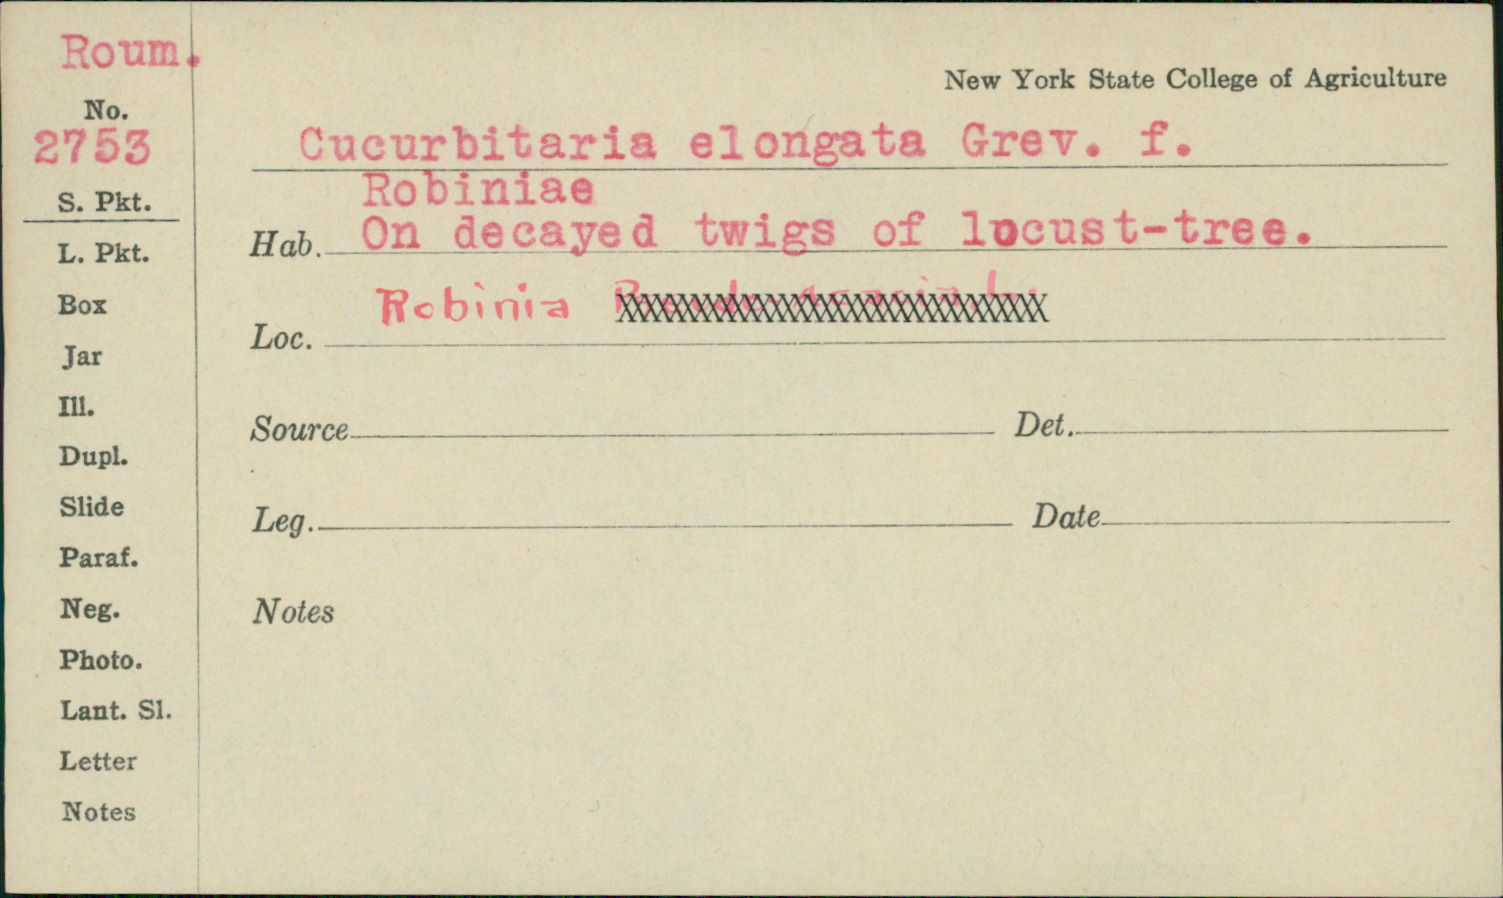 Roum.
New York State College of Agriculture
No.
2753
Cucurbitaria elongata Grev. f.
Robiniae
S. Pkt.
Hab. On decayed twigs of locust-tree.
L. Pkt.
Box
Robinia
Loc.
Jar
Ill.
Source Det.
Dupl.
Slide
Leg. Date
Paraf.
Neg.
Notes
Photo.
Lant. Sl.
Letter
Notes